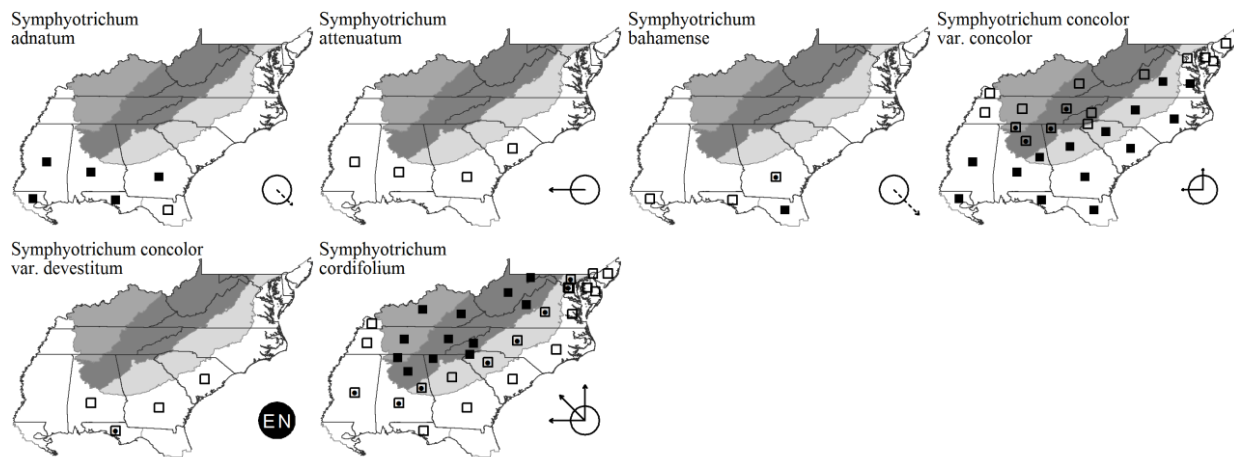 Symphyotrichum
adnatum
Symphyotrichum
attenuatum
Symphyotrichum
bahamense
Symphyotrichum concolor
var. concolor
?
Symphyotrichum concolor
var. devestitum
EN
Symphyotrichum
cordifolium